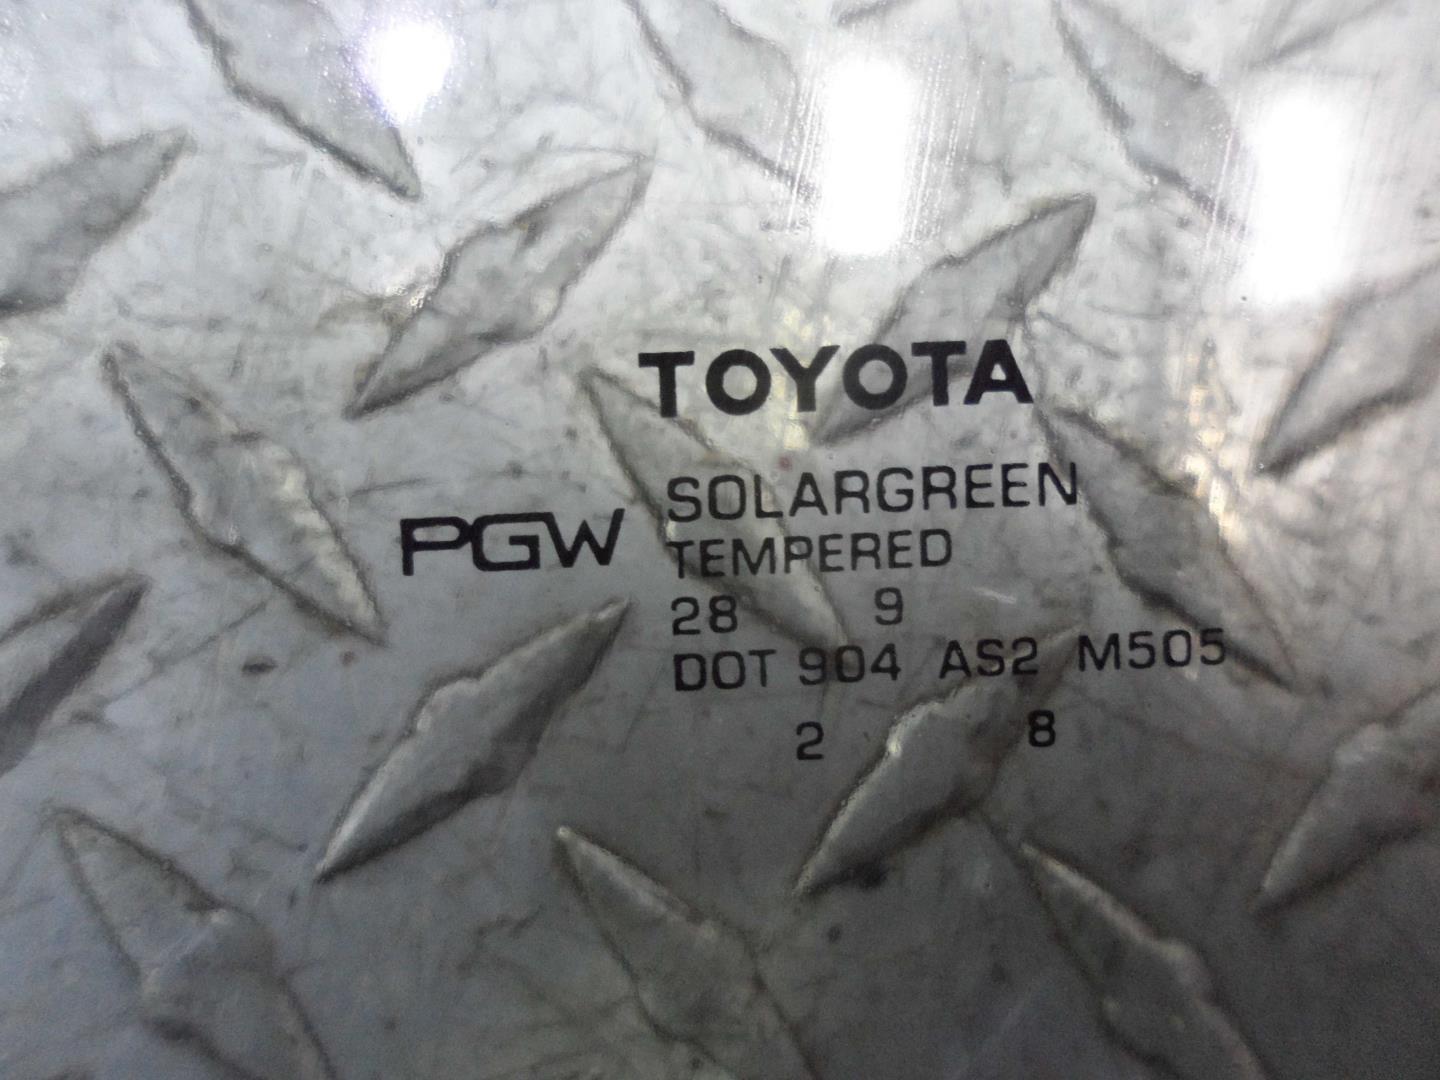 TOYOTA
PGW SOLARGREEN
TEMPERED
28 9
DOT 904 AS2 M505
2 8